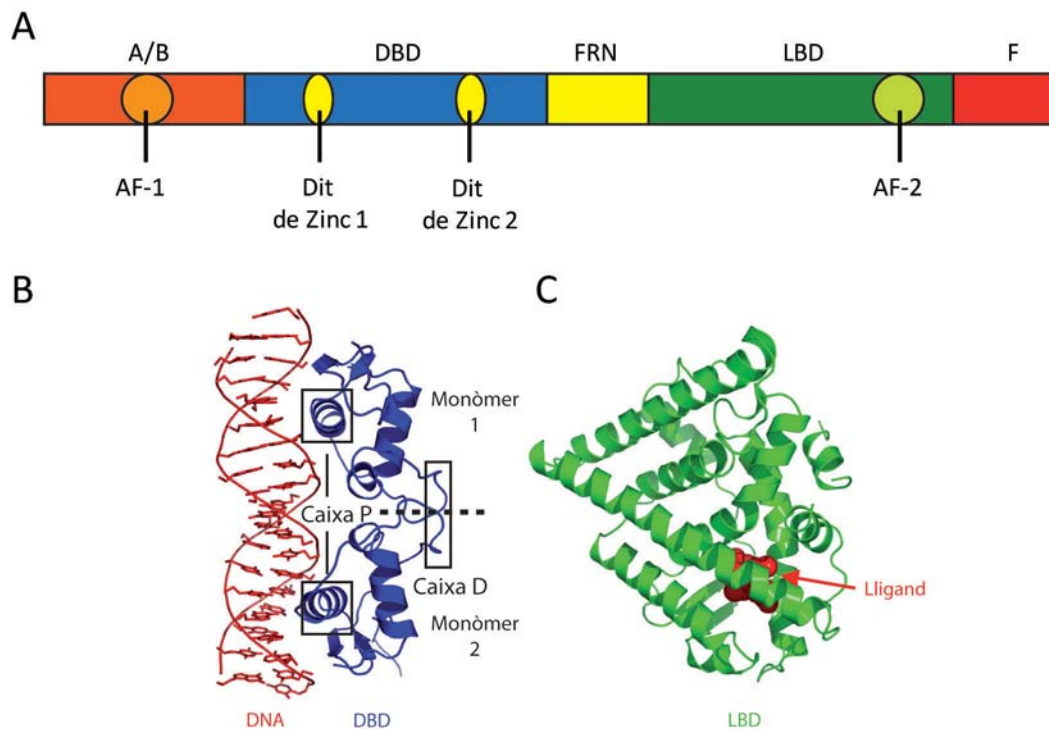 A
A/B DBD FRN LBD F
AF-1 Dit de Zinc 1 Dit de Zinc 2 AF-2
B
Monòmer 1
Caixa P
Caixa D
Monòmer 2
DNA DBD
C
Lligand
LBD